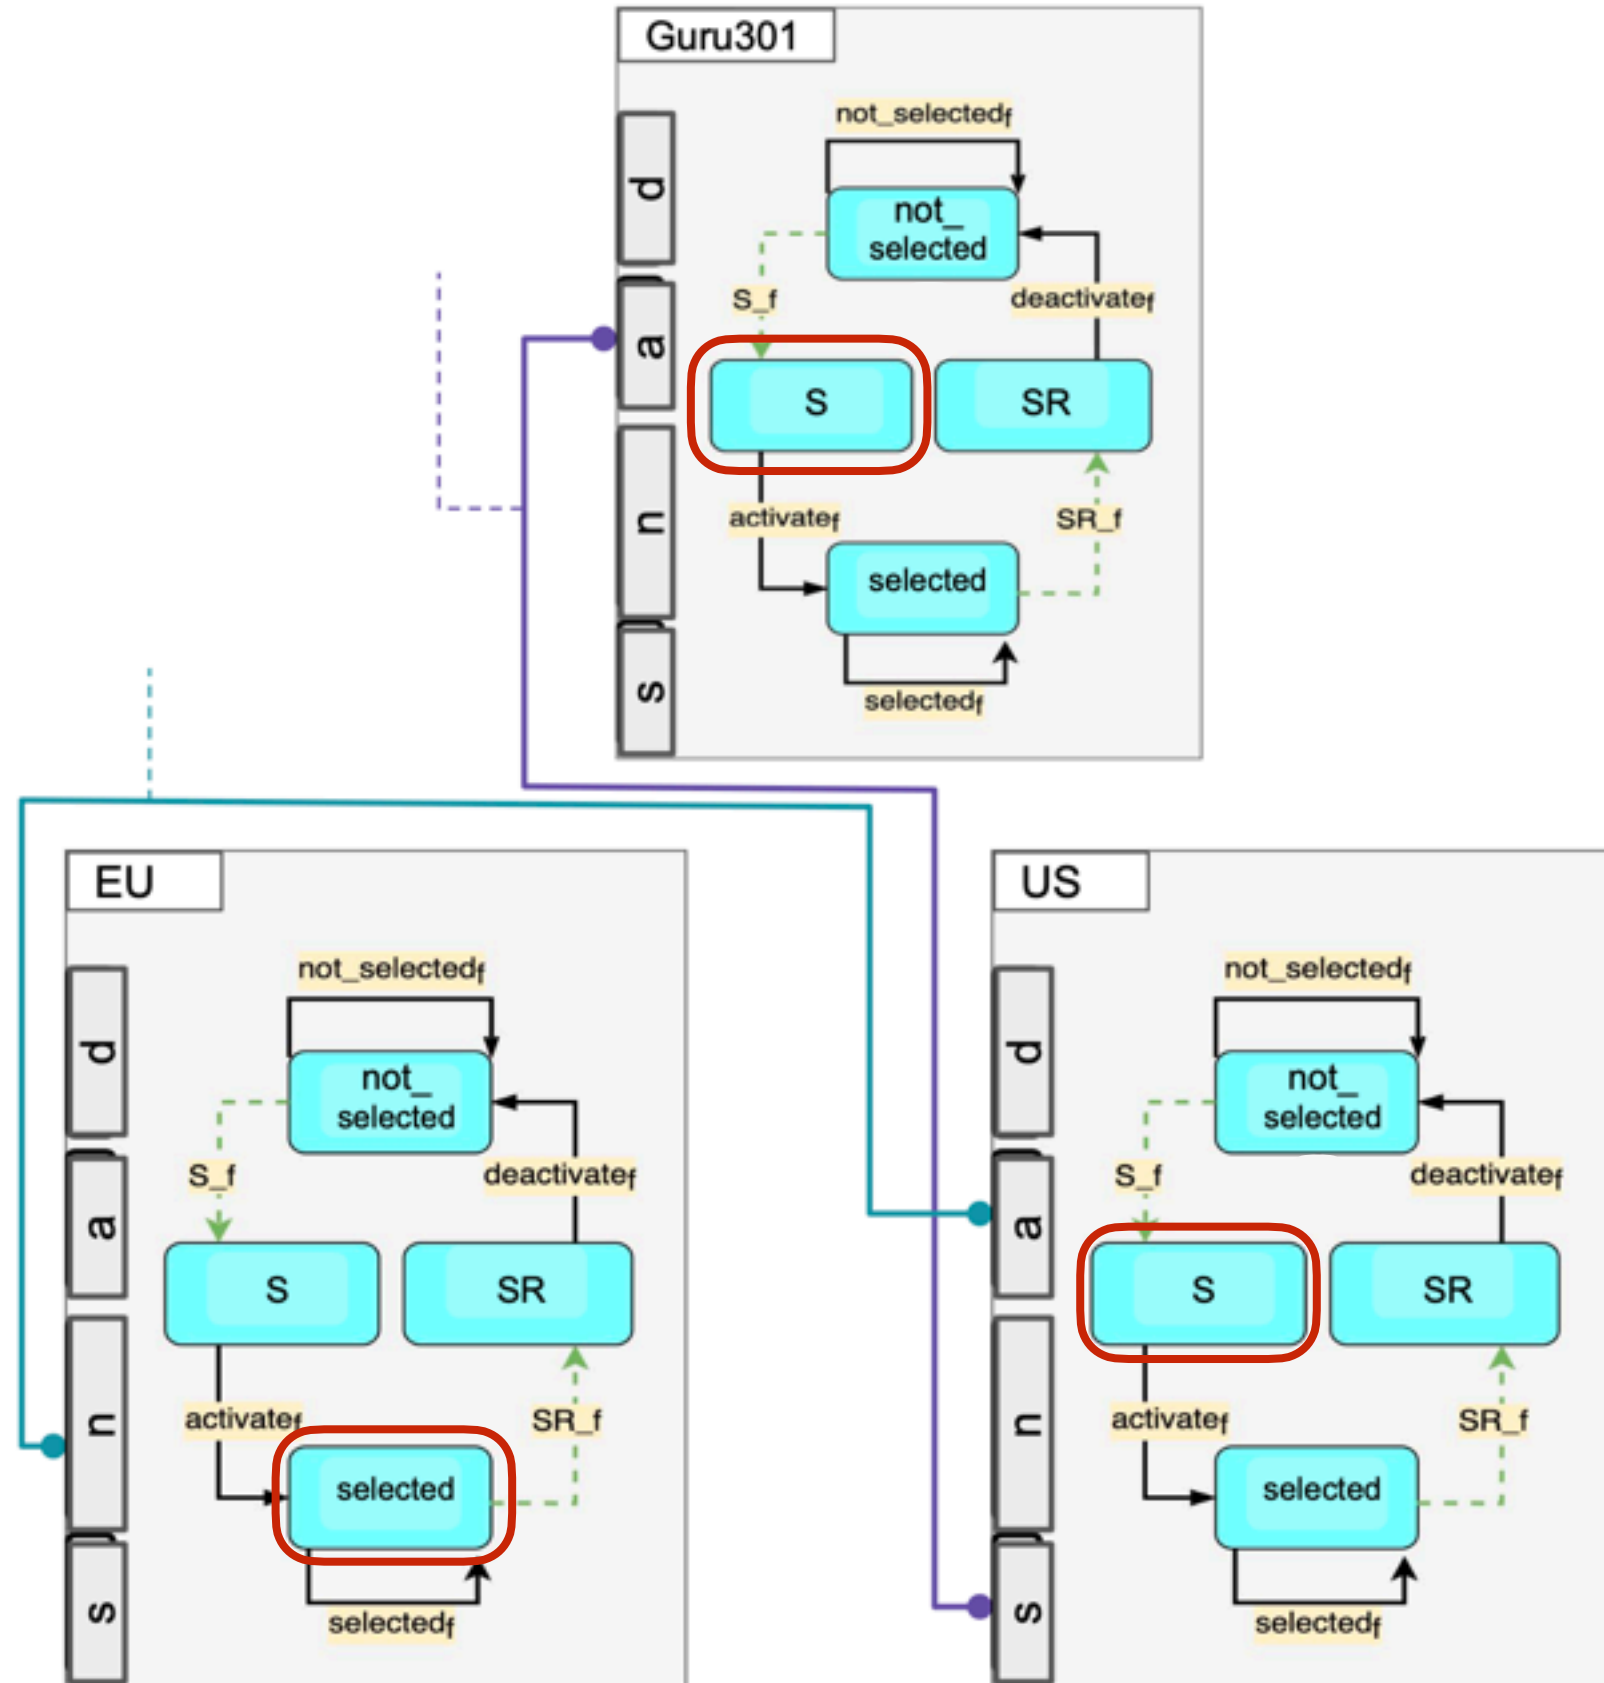 Guru301
not_selectedf
d
not_
selected
S_f
deactivatef
a
S
SR
n
activatef
SR_f
selected
s
selectedf
EU
not_selectedf
d
not_
selected
S_f
deactivatef
a
S
SR
n
activatef
SR_f
selected
s
selectedf
US
not_selectedf
d
not_
selected
S_f
deactivatef
a
S
SR
n
activatef
SR_f
selected
s
selectedf